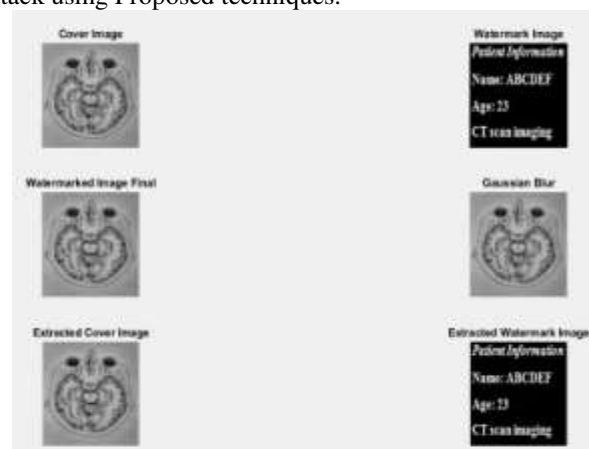 tack using Proposed techniques.
Cover Image
Watermark Image
Patient Information
Name: ABCDEF
Age: 23
CT scan imaging
Watermarked Image Final
Gaussian Blur
Extracted Cover Image
Extracted Watermark Image
Patient Information
Name: ABCDEF
Age: 23
CT scan imaging